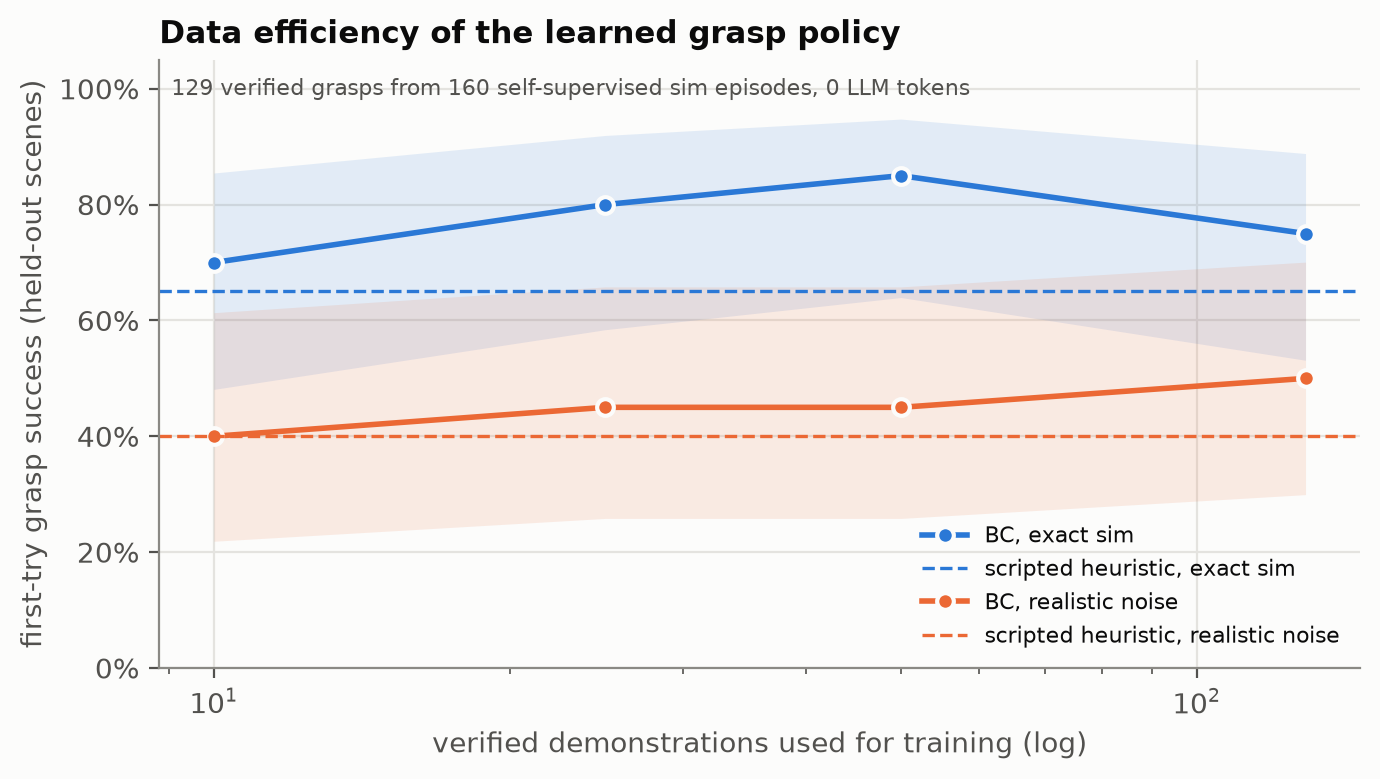 Data efficiency of the learned grasp policy
129 verified grasps from 160 self-supervised sim episodes, 0 LLM tokens
first-try grasp success (held-out scenes)
100%
80%
60%
40%
20%
0%
BC, exact sim
scripted heuristic, exact sim
BC, realistic noise
scripted heuristic, realistic noise
10¹ 10²
verified demonstrations used for training (log)